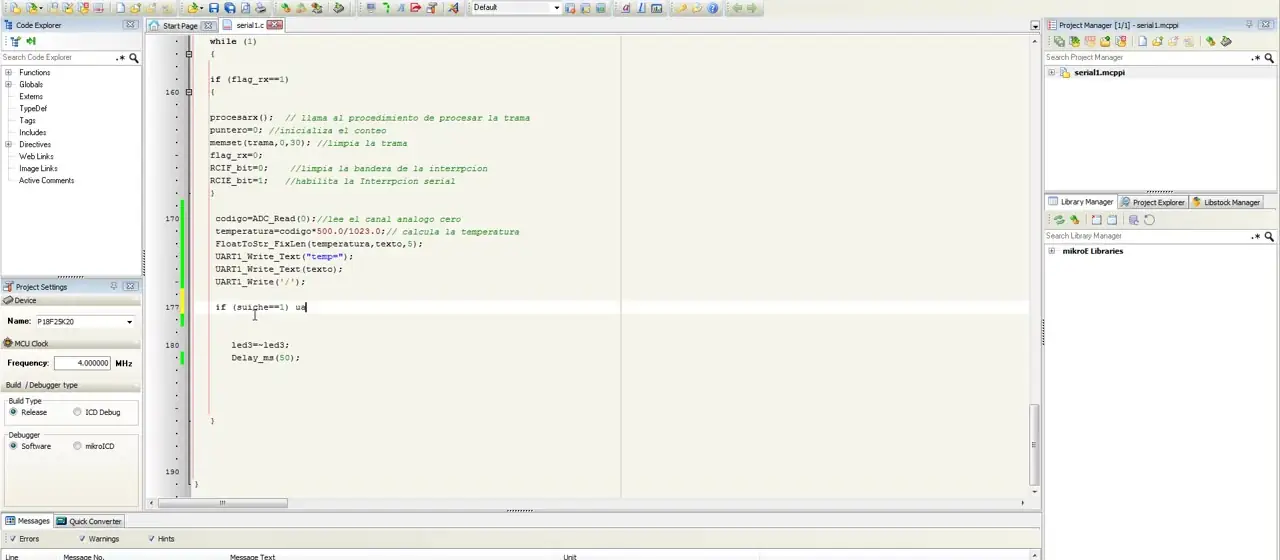 Default
Code Explorer
Start Page
serial1.c
Project Manager [1/1] - serial1.mcppi
Search Code Explorer
Search Project Manager
Functions
Globals
Externs
TypeDef
Tags
Includes
Directives
Web Links
Image Links
Active Comments
serial1.mcppi
while (1)
{
if (flag_rx==1)
160 {
procesarx(); // llama al procedimiento de procesar la trama
puntero=0; //inicializa el conteo
memset(trama,0,30); //limpia la trama
flag_rx=0;
RCIF_bit=0; //limpia la bandera de la interrpcion
RCIE_bit=1; //habilita la Interrpcion serial
}
170 codigo=ADC_Read(0);//lee el canal analogo cero
temperatura=codigo*500.0/1023.0;// calcula la temperatura
FloatToStr_FixLen(temperatura,texto,5);
UART1_Write_Text("temp=");
UART1_Write_Text(texto);
UART1_Write('/');
177 if (suiche==1) ua
180 led3=~led3;
Delay_ms(50);
}
190
}
Library Manager
Project Explorer
Libstock Manager
Search Library Manager
mikroE Libraries
Project Settings
Device
Name: P18F25K20
MCU Clock
Frequency: 4.000000 MHz
Build / Debugger type
Build Type
Release
ICD Debug
Debugger
Software
mikroICD
Messages
Quick Converter
Errors
Warnings
Hints
Line
Message No.
Message Text
Unit